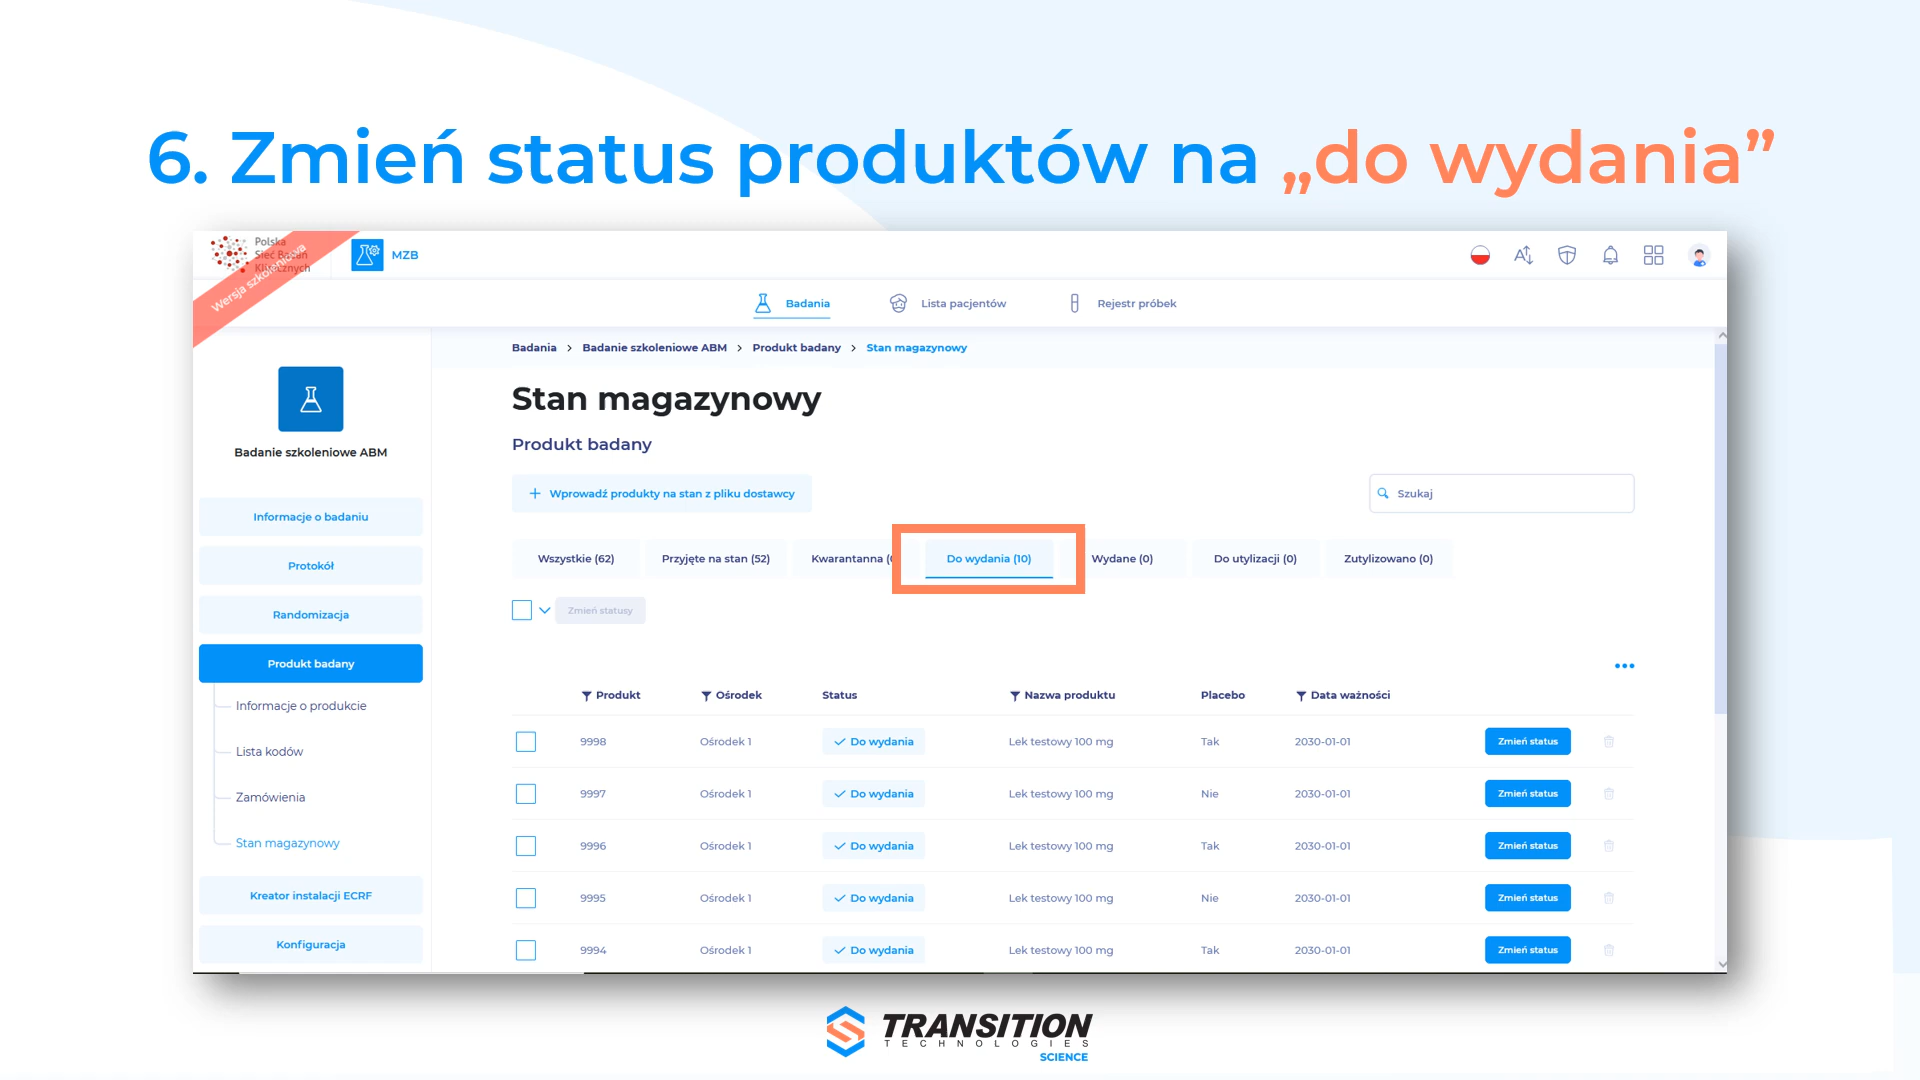 6. Zmień status produktów na „do wydania”
Polska
Sieć Badań
Klinicznych
Wersja szkoleniowa
MZB
Badania
Lista pacjentów
Rejestr próbek
Badania > Badanie szkoleniowe ABM > Produkt badany > Stan magazynowy
Badanie szkoleniowe ABM
Informacje o badaniu
Protokół
Randomizacja
Produkt badany
Informacje o produkcie
Lista kodów
Zamówienia
Stan magazynowy
Kreator instalacji ECRF
Konfiguracja
Stan magazynowy
Produkt badany
+ Wprowadź produkty na stan z pliku dostawcy
Szukaj
Wszystkie (62) Przyjęte na stan (52) Kwarantanna Do wydania (10) Wydane (0) Do utylizacji (0) Zutylizowano (0)
Zmień statusy
Produkt Ośrodek Status Nazwa produktu Placebo Data ważności
9998 Ośrodek 1 Do wydania Lek testowy 100 mg Tak 2030-01-01 Zmień status
9997 Ośrodek 1 Do wydania Lek testowy 100 mg Nie 2030-01-01 Zmień status
9996 Ośrodek 1 Do wydania Lek testowy 100 mg Tak 2030-01-01 Zmień status
9995 Ośrodek 1 Do wydania Lek testowy 100 mg Nie 2030-01-01 Zmień status
9994 Ośrodek 1 Do wydania Lek testowy 100 mg Tak 2030-01-01 Zmień status
TRANSITION
TECHNOLOGIES
SCIENCE